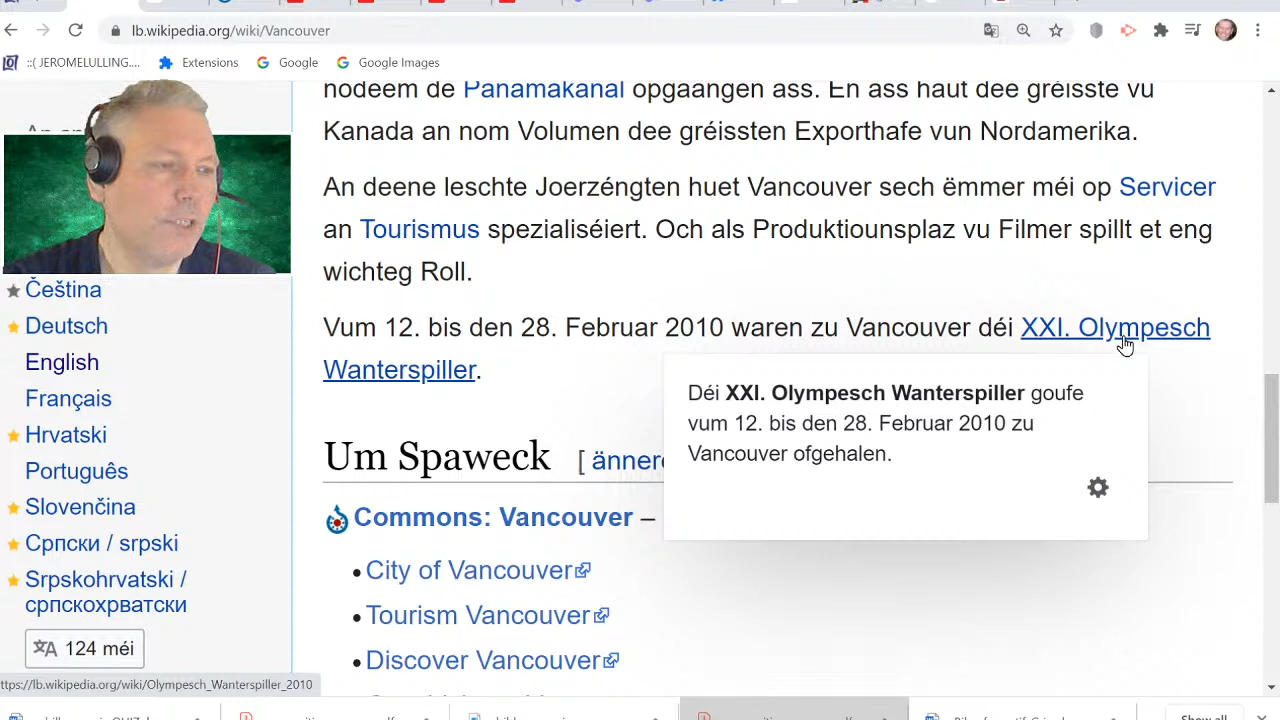 lb.wikipedia.org/wiki/Vancouver
::( JEROMELULLING.... Extensions Google Google Images
nodeem de Panamakanal opgaangen ass. En ass haut dee gréisste vu
Kanada an nom Volumen dee gréissten Exporthafe vun Nordamerika.
An deene leschte Joerzéngten huet Vancouver sech ëmmer méi op Servicer
an Tourismus spezialiséiert. Och als Produktiounsplaz vu Filmer spillt et eng
wichteg Roll.
Vum 12. bis den 28. Februar 2010 waren zu Vancouver déi XXI. Olympesch
Wanterspiller.
Déi XXI. Olympesch Wanterspiller goufe
vum 12. bis den 28. Februar 2010 zu
Vancouver ofgehalen.
Um Spaweck [ännere
Commons: Vancouver –
• City of Vancouver
• Tourism Vancouver
• Discover Vancouver
Čeština
Deutsch
English
Français
Hrvatski
Português
Slovenčina
Српски / srpski
Srpskohrvatski /
српскохрватски
124 méi
ttps://lb.wikipedia.org/wiki/Olympesch_Wanterspiller_2010
Show all